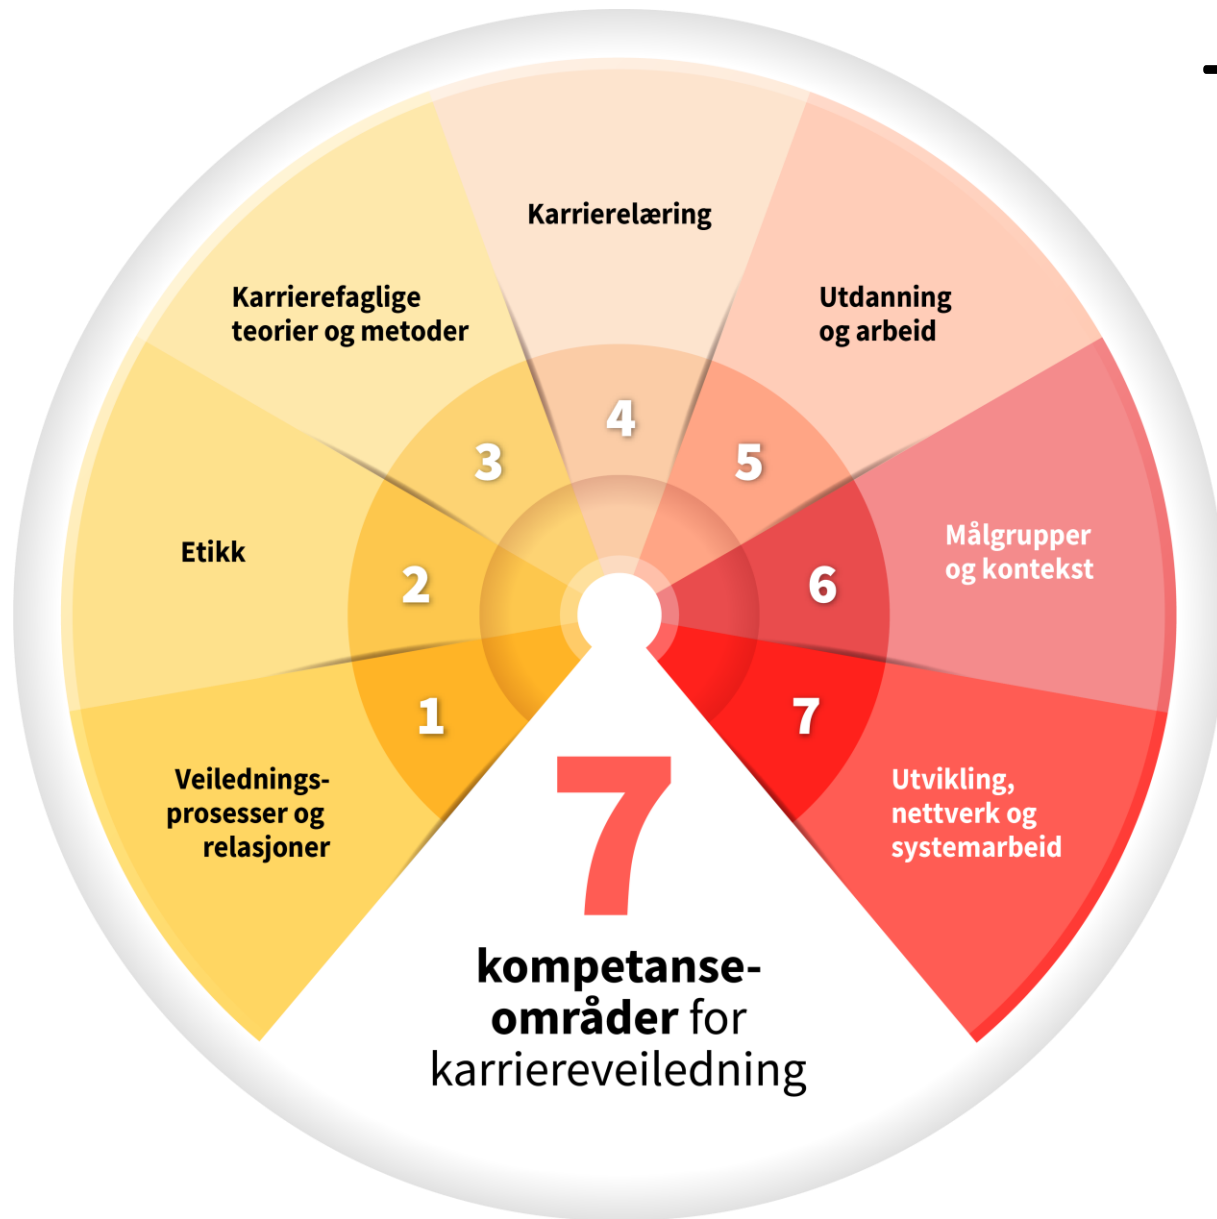 Karrierelæring
Karrierefaglige
teorier og metoder
Utdanning
og arbeid
4
3
5
Etikk
2
6
Målgrupper
og kontekst
1
7
Veilednings-
prosesser og
relasjoner
Utvikling,
nettverk og
systemarbeid
7
kompetanse-
områder for
karriereveiledning